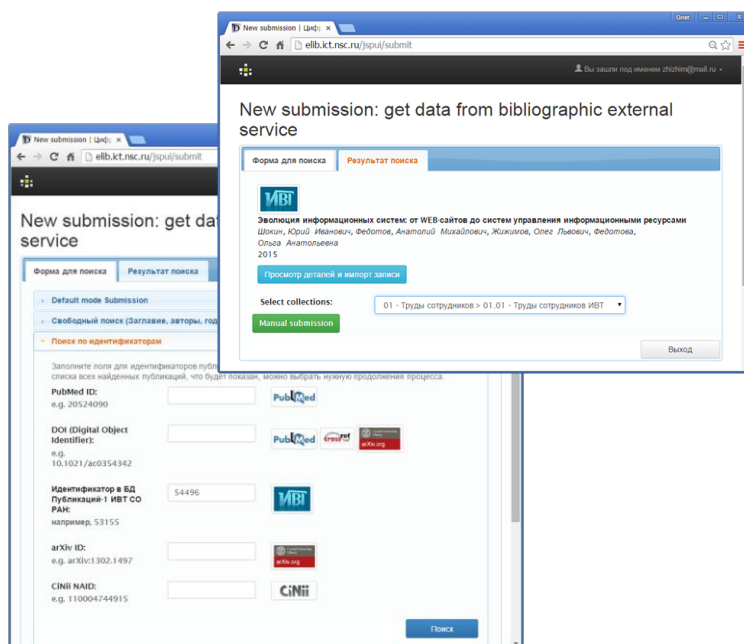 New submission | Циф
Олег
elib.ict.nsc.ru/jspui/submit
Вы зашли под именем zhizhim@mail.ru
New submission: get data from bibliographic external
service
Форма для поиска
Результат поиска
ИВТ
Эволюция информационных систем: от WEB-сайтов до систем управления информационными ресурсами
Шокин, Юрий Иванович, Федотов, Анатолий Михайлович, Жижимов, Олег Львович, Федотова,
Ольга Анатольевна
2015
Просмотр деталей и импорт записи
Select collections:
01 - Труды сотрудников > 01.01 - Труды сотрудников ИВТ
Manual submission
Выход
New submission | Циф
elib.ict.nsc.ru/jspui/submit
New submission: get dat
service
Форма для поиска
Результат поиска
Default mode Submission
Свободный поиск (Заглавие, авторы, год
Поиск по идентификаторам
Заполните поля для идентификаторов публ
списка всех найденных публикаций, что будет показан, можно выбрать нужную продолжения процесса.
PubMed ID:
e.g. 20524090
PubMed
DOI (Digital Object
Identifier):
e.g.
10.1021/ac0354342
PubMed
crossref
arXiv.org
Идентификатор в БД
Публикаций-1 ИВТ СО
РАН:
например, 53155
54496
ИВТ
arXiv ID:
e.g. arXiv:1302.1497
arXiv.org
CiNii NAID:
e.g. 110004744915
CiNii
Поиск